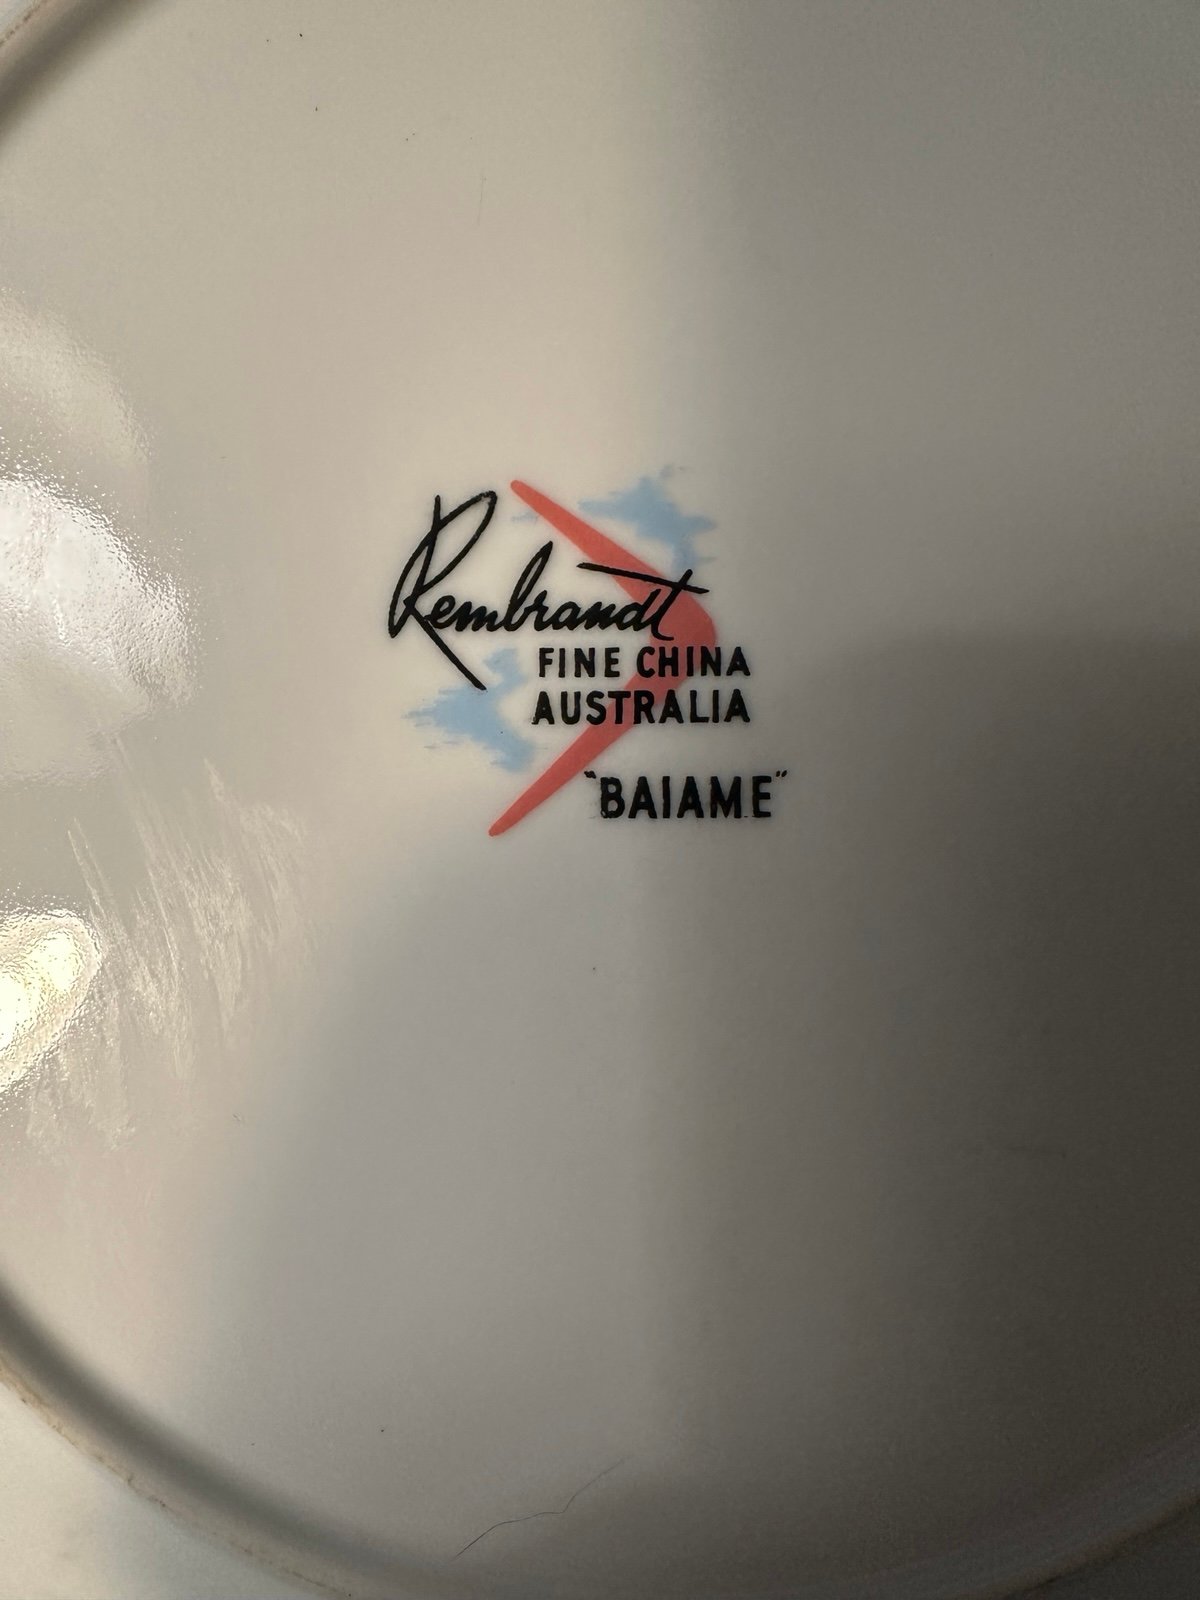 Rembrandt
FINE CHINA
AUSTRALIA
"BAIAME"